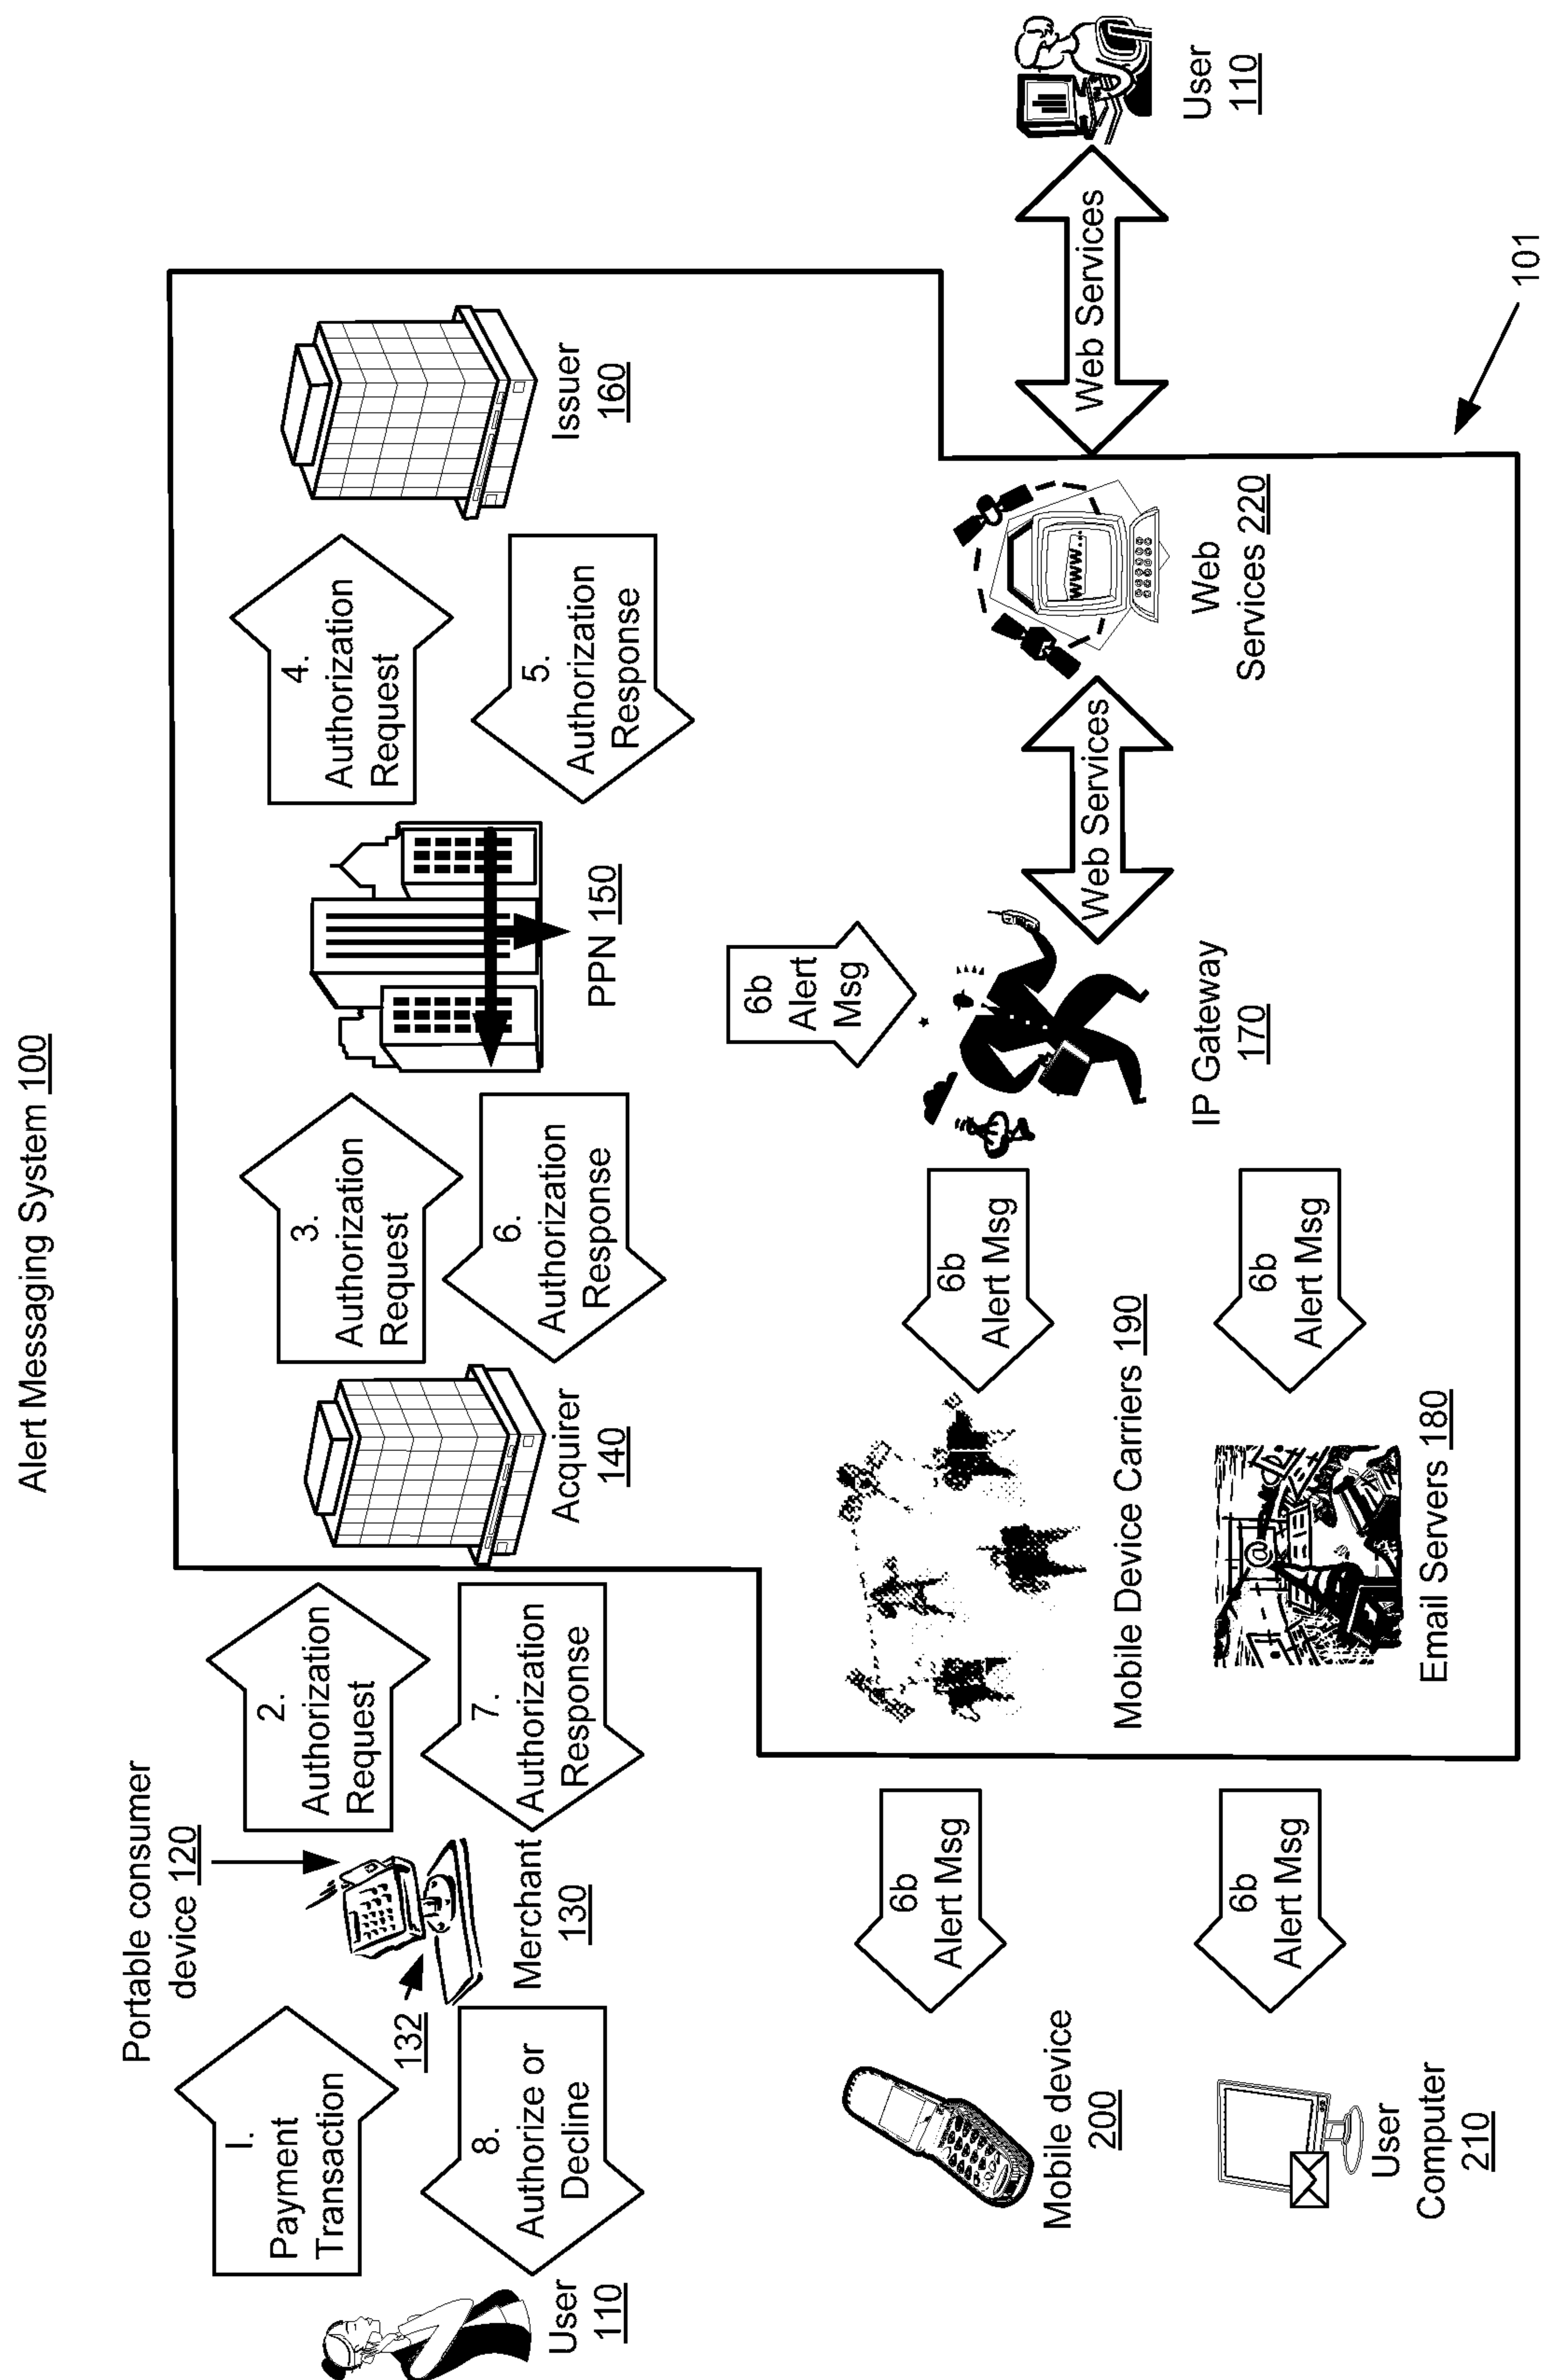 Alert Messaging System 100
Portable consumer
device 120
I.
Payment
Transaction
2.
Authorization
Request
3.
Authorization
Request
4.
Authorization
Request
132
User
110
8.
Authorize or
Decline
Merchant
130
7.
Authorization
Response
Acquirer
140
6.
Authorization
Response
PPN 150
5.
Authorization
Response
Issuer
160
6b
Alert
Msg
Mobile device
200
6b
Alert Msg
Mobile Device Carriers 190
6b
Alert Msg
IP Gateway
170
Web Services
www...
Web
Services 220
Web Services
User
110
User
Computer
210
6b
Alert Msg
@
Email Servers 180
6b
Alert Msg
101